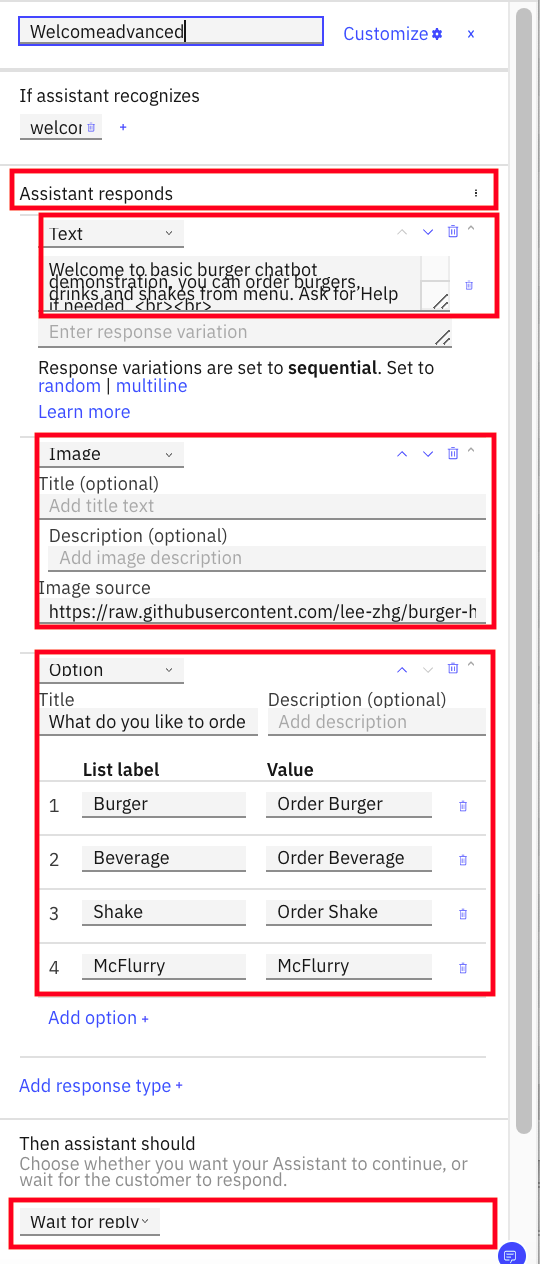 Welcomeadvanced
Customize x
If assistant recognizes
welcor +
Assistant responds
Text
Welcome to basic burger chatbot
demonstration, you can order burgers,
drinks and shakes from menu. Ask for Help
if needed. <br><br>
Enter response variation
Response variations are set to sequential. Set to
random | multiline
Learn more
Image
Title (optional)
Add title text
Description (optional)
Add image description
Image source
https://raw.githubusercontent.com/lee-zhg/burger-h
Option
Title Description (optional)
What do you like to orde Add description
List label Value
1 Burger Order Burger
2 Beverage Order Beverage
3 Shake Order Shake
4 McFlurry McFlurry
Add option +
Add response type +
Then assistant should
Choose whether you want your Assistant to continue, or
wait for the customer to respond.
Wait for reply